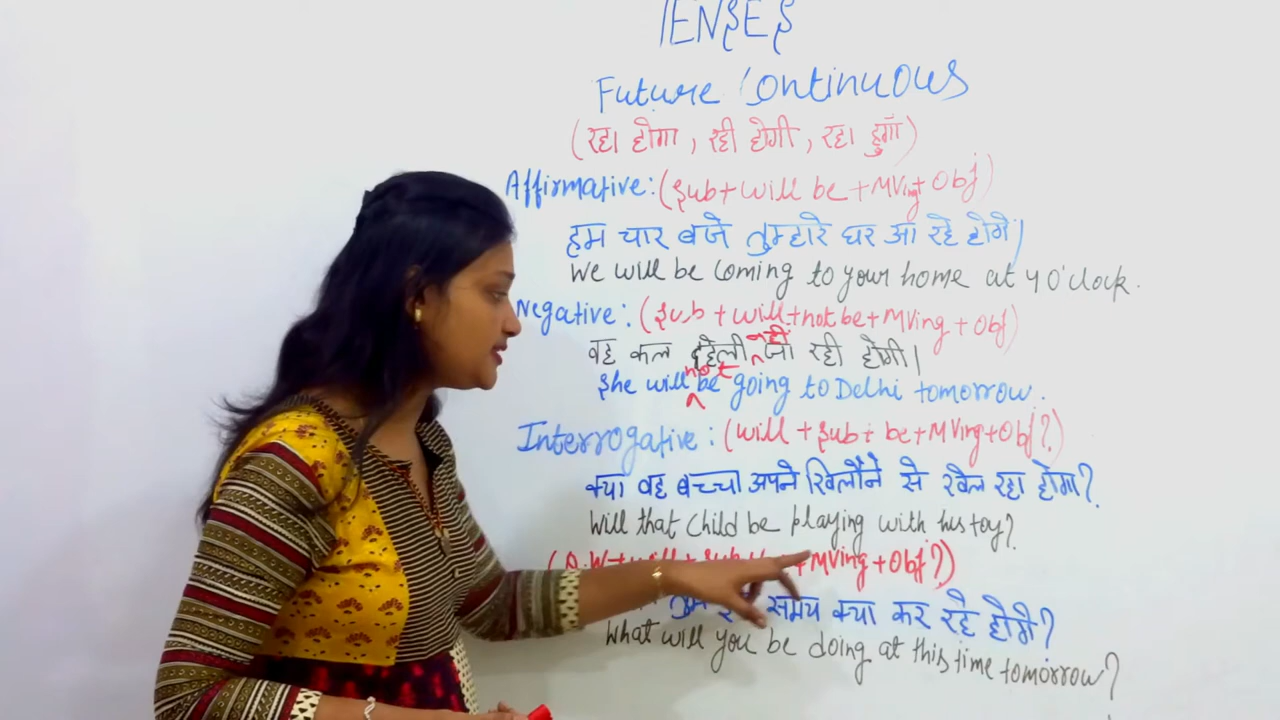 TENSES
Future Continuous
(रहा होगा, रही होगी, रहा हुगाँ)
Affirmative: (Sub+ will be + MVing+ Obj)
हम चार बजे तुम्हारे घर आ रहे होगें।
We will be coming to your home at 4 o'clock.
Negative: (Sub + will + not be + MVing + Obj)
वह कल देहेली नहीं जा रही होगी।
She will not be going to Delhi tomorrow.
Interrogative: (will + Sub + be + MVing + Obj?)
क्या वह बच्चा अपने खिलौने से खेल रहा होगा?
Will that child be playing with his toy?
(Q.W + will + Sub + MVing + Obj?)
तुम समय क्या कर रहे होगे?
What will you be doing at this time tomorrow?